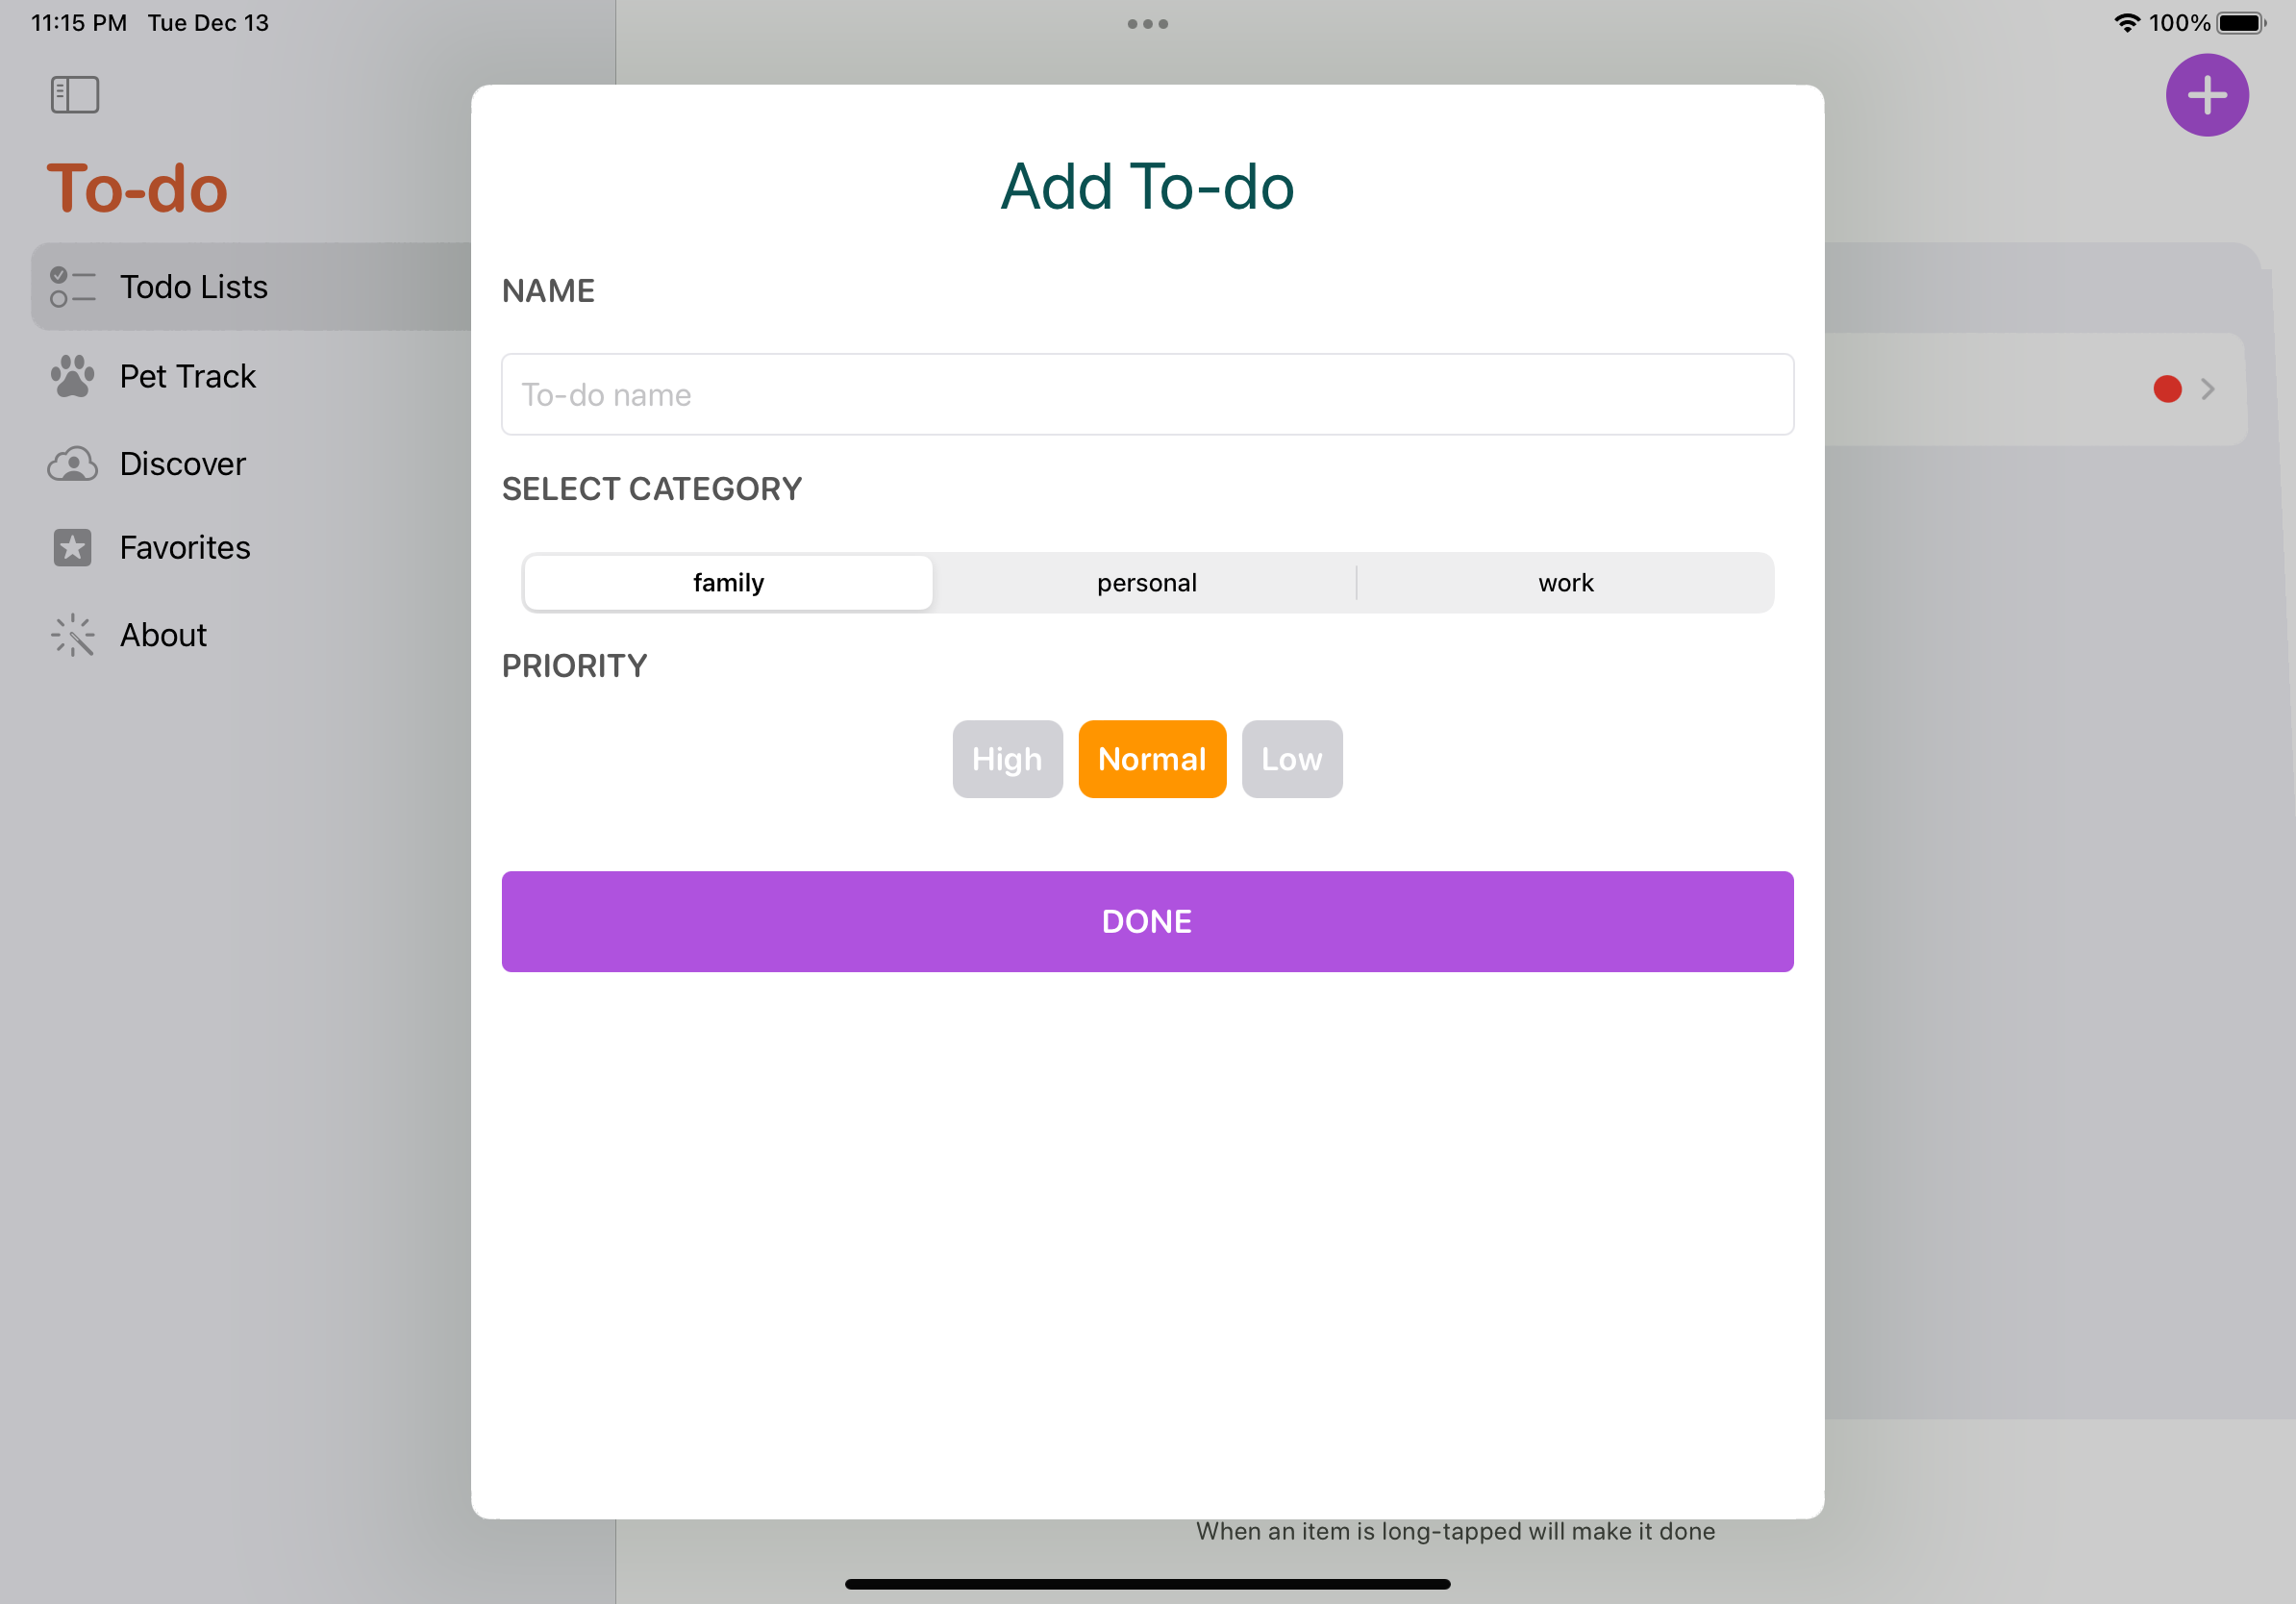 11:15 PM Tue Dec 13
100%
To-do
Todo Lists
Pet Track
Discover
Favorites
About
Add To-do
NAME
To-do name
SELECT CATEGORY
family personal work
PRIORITY
High Normal Low
DONE
When an item is long-tapped will make it done